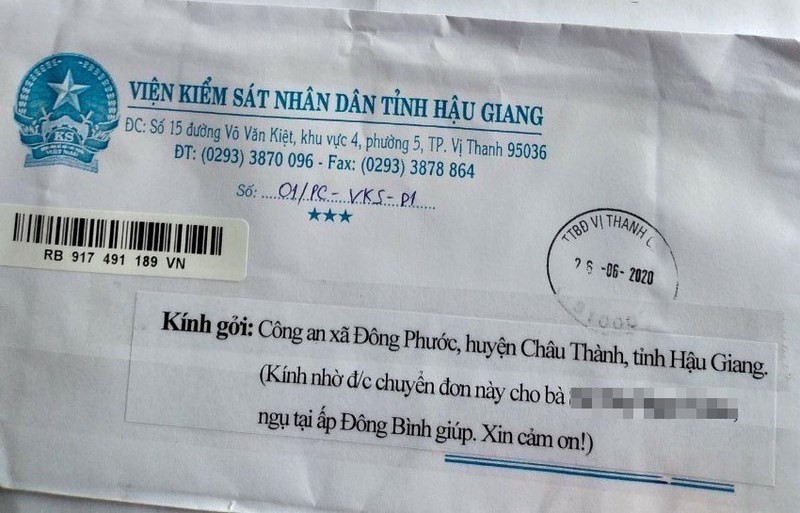 VIỆN KIỂM SÁT NHÂN DÂN TỈNH HẬU GIANG
ĐC: Số 15 đường Võ Văn Kiệt, khu vực 4, phường 5, TP. Vị Thanh 95036
ĐT: (0293) 3870 096 - Fax: (0293) 3878 864
Số: 01/PC-VKS-P1
KS
RB 917 491 189 VN
TTBD VỊ THANH
26-06-2020
Kính gởi: Công an xã Đông Phước, huyện Châu Thành, tỉnh Hậu Giang.
(Kính nhờ đ/c chuyển đơn này cho bà
ngụ tại ấp Đông Bình giúp. Xin cảm ơn!)